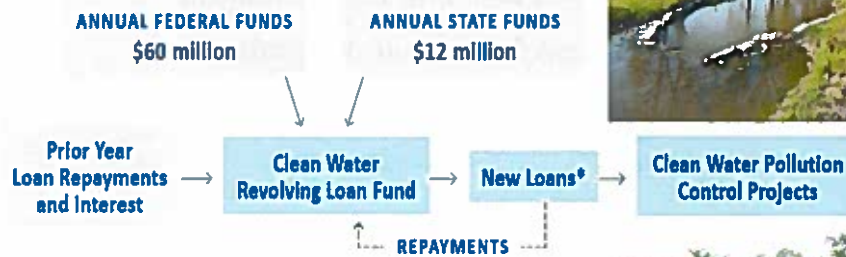 ANNUAL FEDERAL FUNDS
$60 million
ANNUAL STATE FUNDS
$12 million
Prior Year
Loan Repayments
and Interest
Clean Water
Revolving Loan Fund
New Loans*
Clean Water Pollution
Control Projects
REPAYMENTS